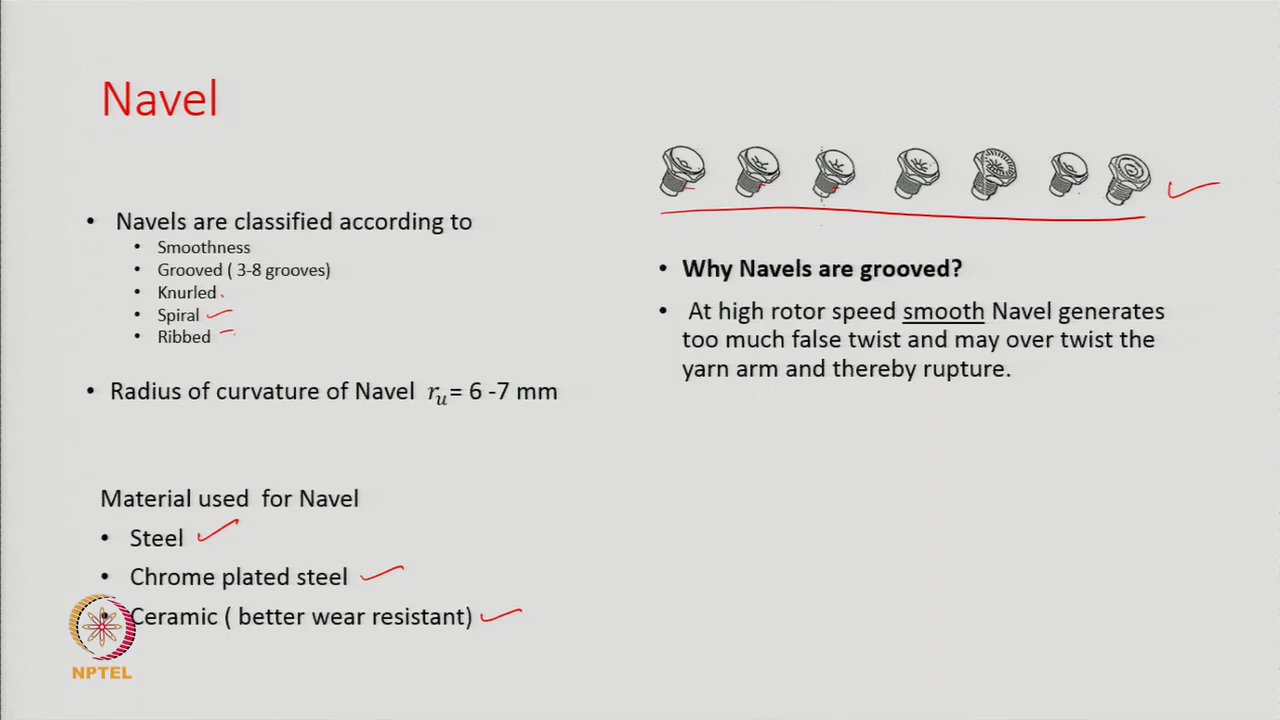 Navel
• Navels are classified according to
• Smoothness
• Grooved ( 3-8 grooves)
• Knurled
• Spiral
• Ribbed
• Radius of curvature of Navel r_u = 6 -7 mm
Material used for Navel
• Steel
• Chrome plated steel
• Ceramic ( better wear resistant)
• Why Navels are grooved?
• At high rotor speed smooth Navel generates
too much false twist and may over twist the
yarn arm and thereby rupture.
NPTEL